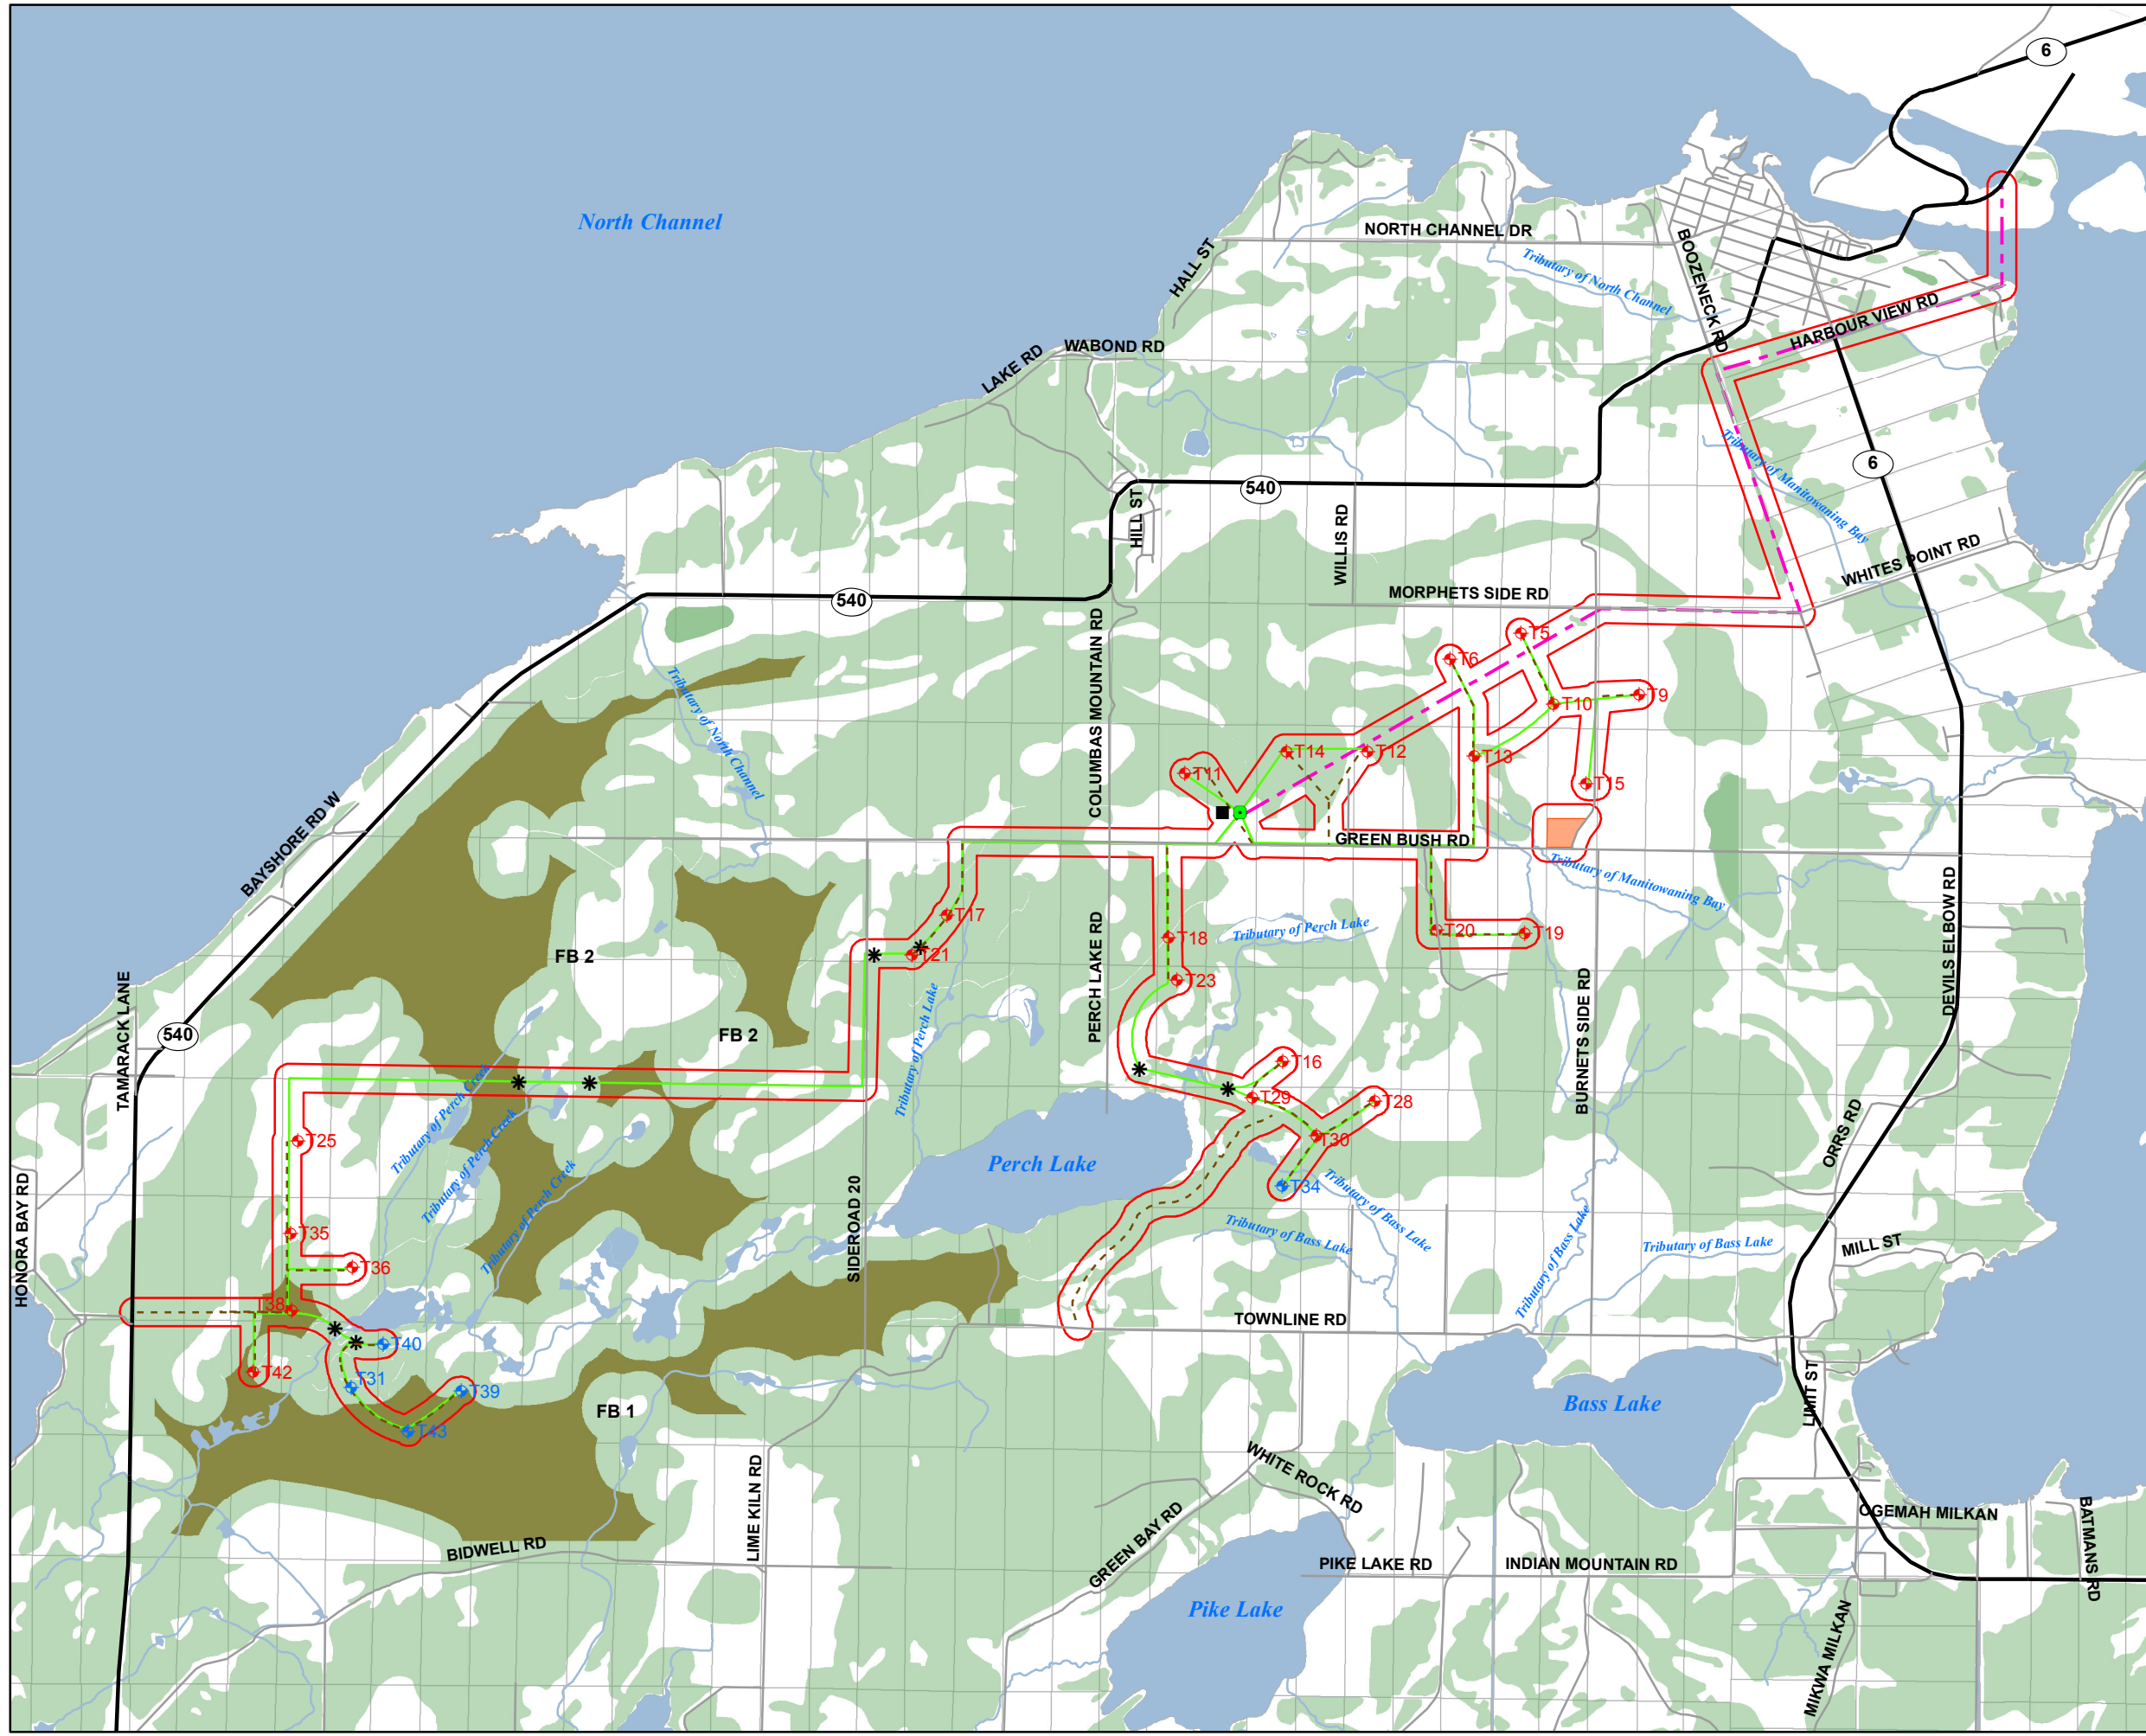 6
North Channel
NORTH CHANNEL DR
BOOZENECK RD
HALL ST
Tributary of North Channel
HARBOUR VIEW RD
WABOND RD
LAKE RD
6
Tributary of Manitowaning Bay
540
HILL ST
WILLIS RD
WHITES POINT RD
540
MORPHETS SIDE RD
COLUMBAS MOUNTAIN RD
T5
T6
Tributary of North Channel
T9
T10
T14
T12
T13
T11
T15
BAYSHORE RD W
GREEN BUSH RD
Tributary of Manitowaning Bay
DEVILS ELBOW RD
T17
Tributary of Perch Lake
T20
T19
T18
FB 2
T21
PERCH LAKE RD
T23
TAMARACK LANE
540
FB 2
Tributary of Perch Lake
BURNETS SIDE RD
T16
Tributary of Perch Creek
T29
T28
ORRS RD
T25
Tributary of Perch Creek
T30
Perch Lake
T34
Tributary of Bass Lake
HONORA BAY RD
SIDEROAD 20
Tributary of Perch Creek
T35
Tributary of Bass Lake
Tributary of Bass Lake
Tributary of Bass Lake
MILL ST
T36
T38
TOWNLINE RD
T40
T42
T31
T39
LIMIT ST
Bass Lake
FB 1
T43
WHITE ROCK RD
LIME KILN RD
GREEN BAY RD
OGEMAH MILKAN
BATMANS RD
BIDWELL RD
PIKE LAKE RD
INDIAN MOUNTAIN RD
Pike Lake
MIKWA MILKAN